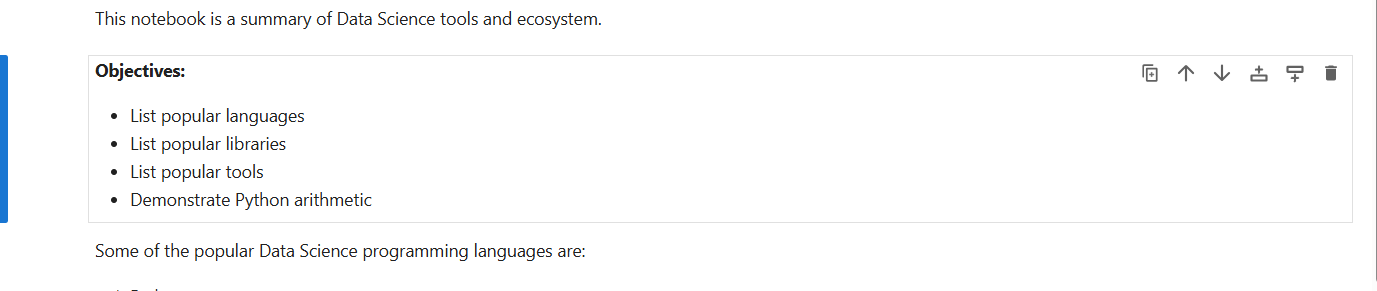 This notebook is a summary of Data Science tools and ecosystem.
Objectives:
List popular languages
List popular libraries
List popular tools
Demonstrate Python arithmetic
Some of the popular Data Science programming languages are: